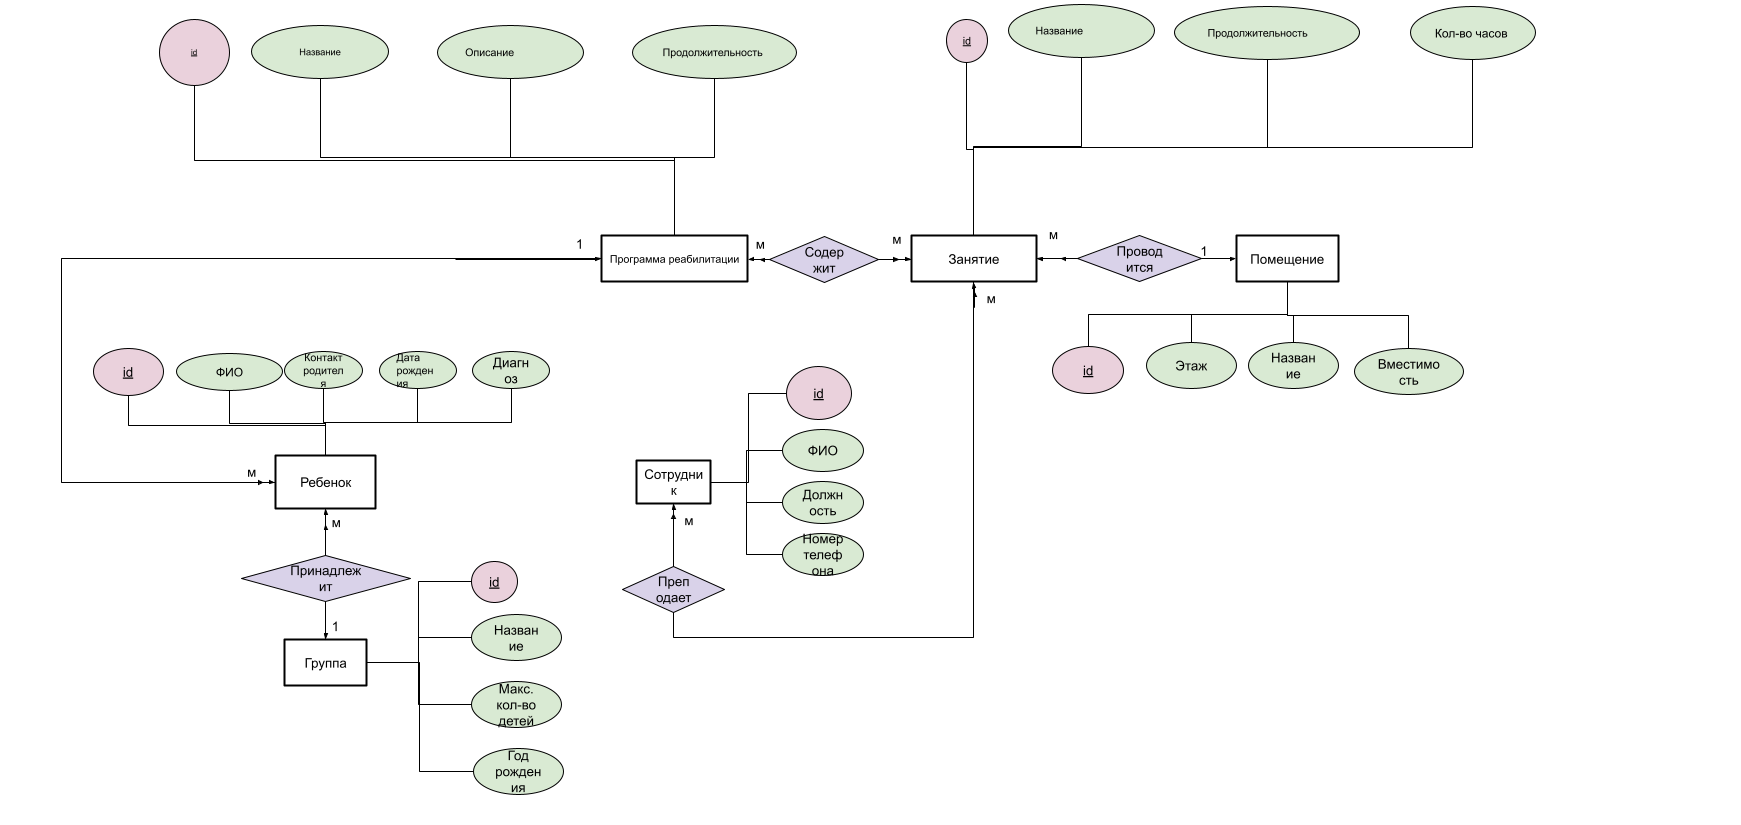 id
Название
Описание
Продолжительность
id
Название
Продолжительность
Кол-во часов
1
Программа реабилитации
м
Содер
жит
м
Занятие
м
Провод
ится
1
Помещение
м
id
Этаж
Назван
ие
Вместимо
сть
id
ФИО
Контакт
родител
я
Дата
рожден
ия
Диагн
оз
м
Ребенок
м
Принадлеж
ит
1
Группа
id
Назван
ие
Макс.
кол-во
детей
Год
рожден
ия
id
ФИО
Должн
ость
Номер
телеф
она
Сотрудни
к
м
Преп
одает